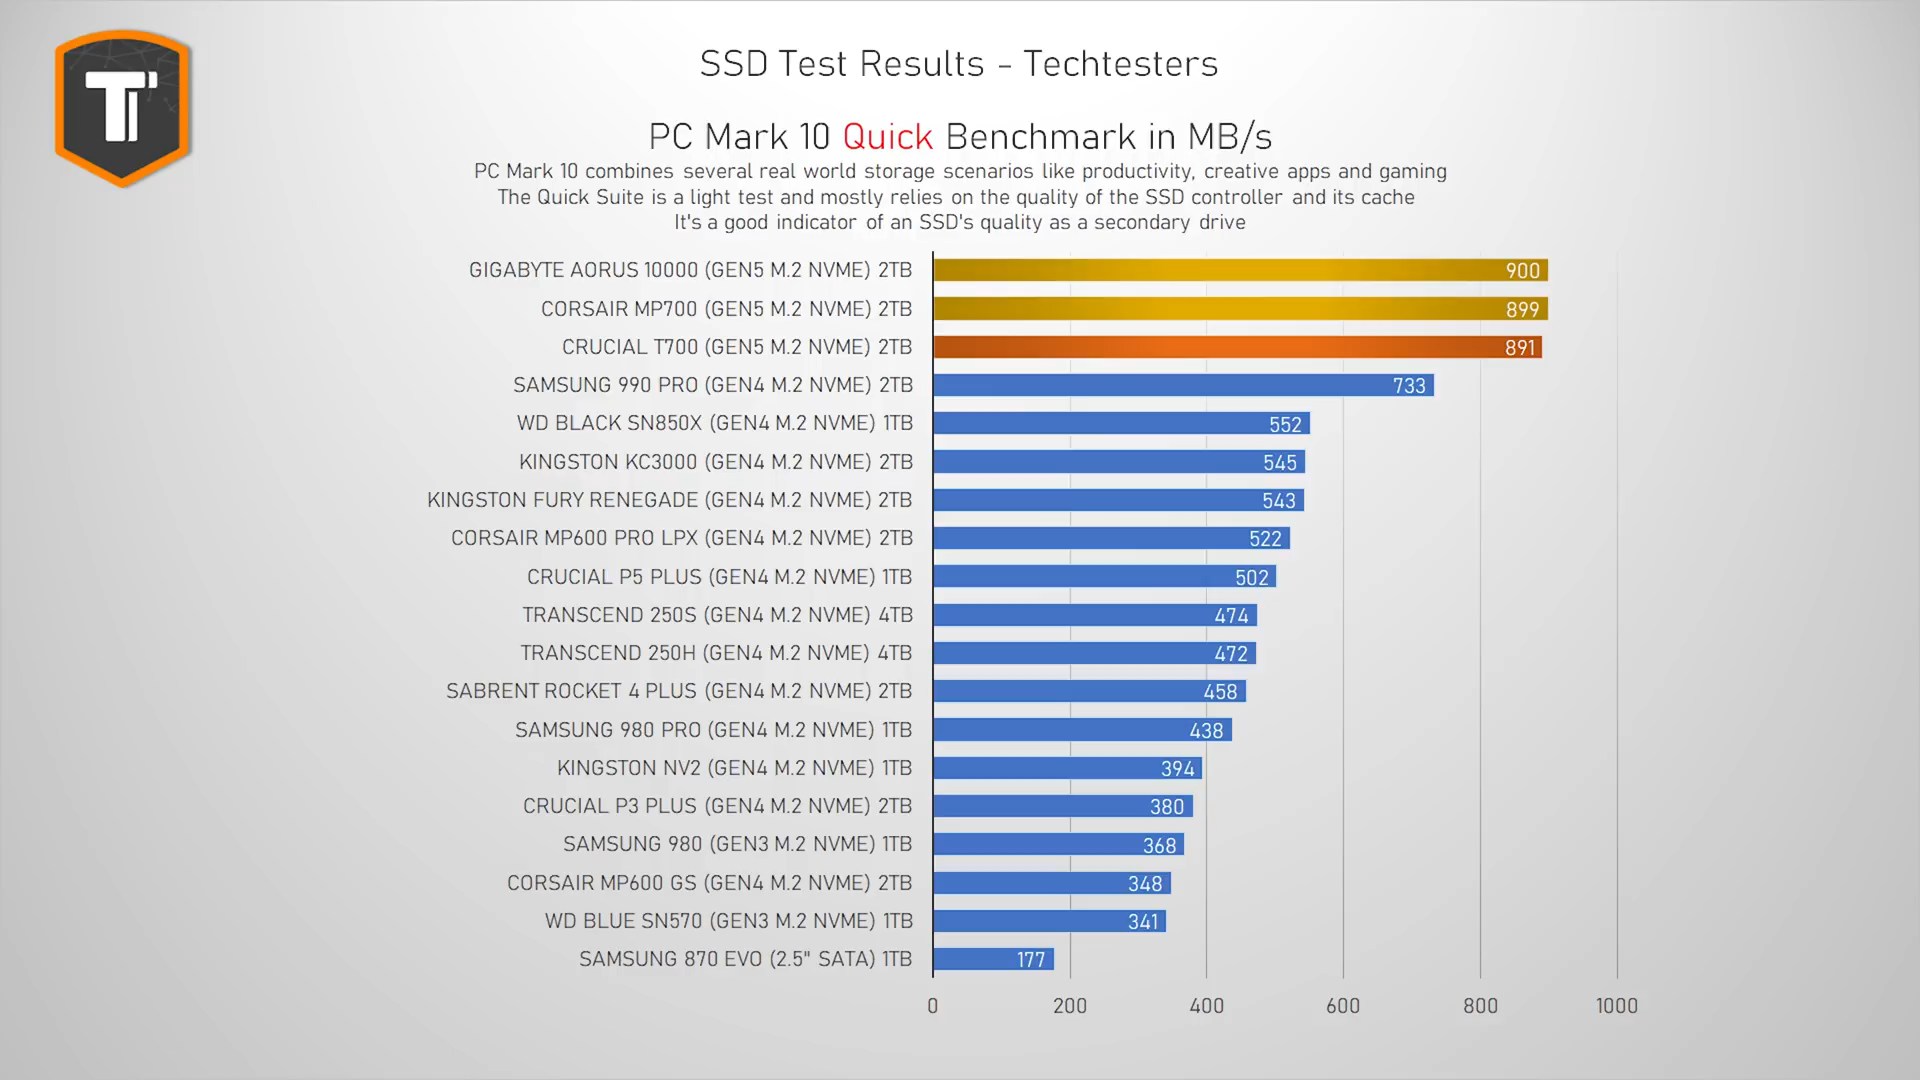 SSD Test Results - Techtesters
PC Mark 10 Quick Benchmark in MB/s
PC Mark 10 combines several real world storage scenarios like productivity, creative apps and gaming
The Quick Suite is a light test and mostly relies on the quality of the SSD controller and its cache
It's a good indicator of an SSD's quality as a secondary drive
GIGABYTE AORUS 10000 (GEN5 M.2 NVME) 2TB 900
CORSAIR MP700 (GEN5 M.2 NVME) 2TB 899
CRUCIAL T700 (GEN5 M.2 NVME) 2TB 891
SAMSUNG 990 PRO (GEN4 M.2 NVME) 2TB 733
WD BLACK SN850X (GEN4 M.2 NVME) 1TB 552
KINGSTON KC3000 (GEN4 M.2 NVME) 2TB 545
KINGSTON FURY RENEGADE (GEN4 M.2 NVME) 2TB 543
CORSAIR MP600 PRO LPX (GEN4 M.2 NVME) 2TB 522
CRUCIAL P5 PLUS (GEN4 M.2 NVME) 1TB 502
TRANSCEND 250S (GEN4 M.2 NVME) 4TB 474
TRANSCEND 250H (GEN4 M.2 NVME) 4TB 472
SABRENT ROCKET 4 PLUS (GEN4 M.2 NVME) 2TB 458
SAMSUNG 980 PRO (GEN4 M.2 NVME) 1TB 438
KINGSTON NV2 (GEN4 M.2 NVME) 1TB 394
CRUCIAL P3 PLUS (GEN4 M.2 NVME) 2TB 380
SAMSUNG 980 (GEN3 M.2 NVME) 1TB 368
CORSAIR MP600 GS (GEN4 M.2 NVME) 2TB 348
WD BLUE SN570 (GEN3 M.2 NVME) 1TB 341
SAMSUNG 870 EVO (2.5" SATA) 1TB 177
0 200 400 600 800 1000